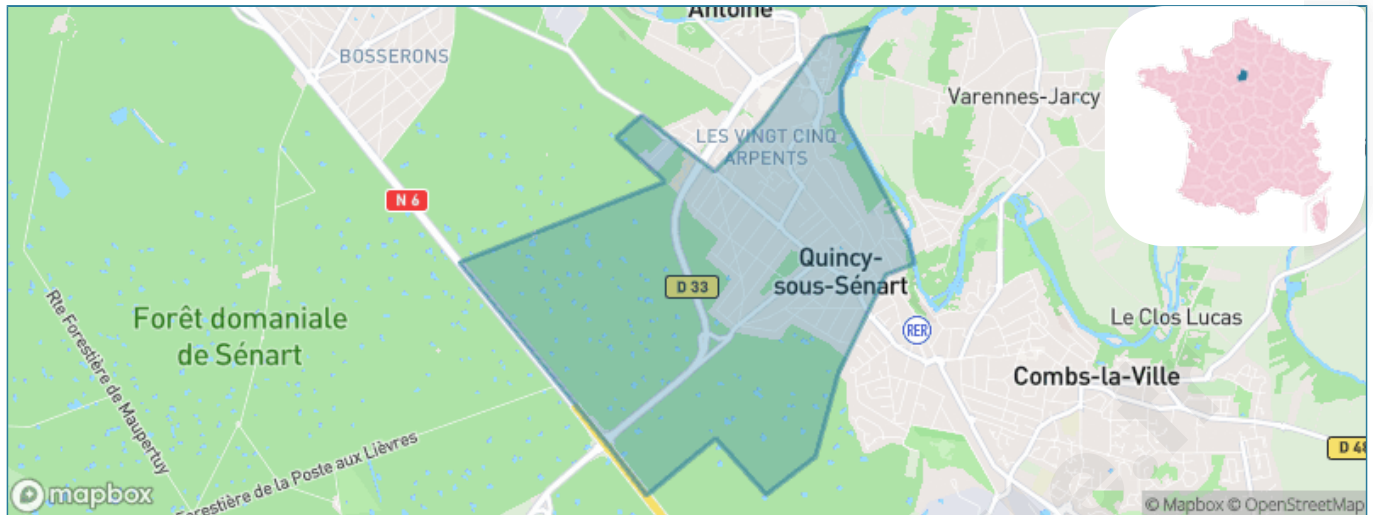 Antoine
BOSSERONS
Varennes-Jarcy
LES VINGT CINQ
ARPENTS
N 6
Quincy-
sous-Sénart
D 33
Forêt domaniale
de Sénart
Rte Forestière de Maupertuy
RER
Le Clos Lucas
Combs-la-Ville
Forestière de la Poste aux Lièvres
D 48
mapbox
© Mapbox © OpenStreetMap